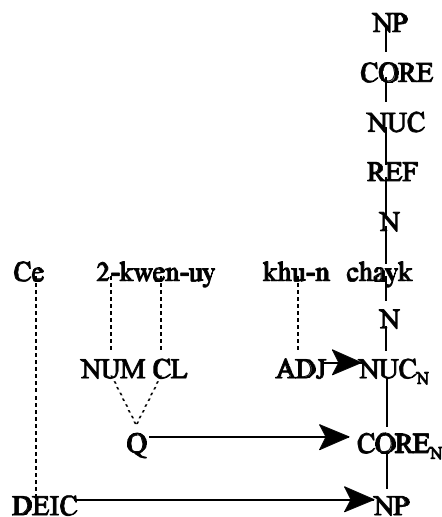 NP
CORE
NUC
REF
N
Ce 2-kwen-uy khu-n chayk
N
NUM CL ADJ NUC_N
Q CORE_N
DEIC NP